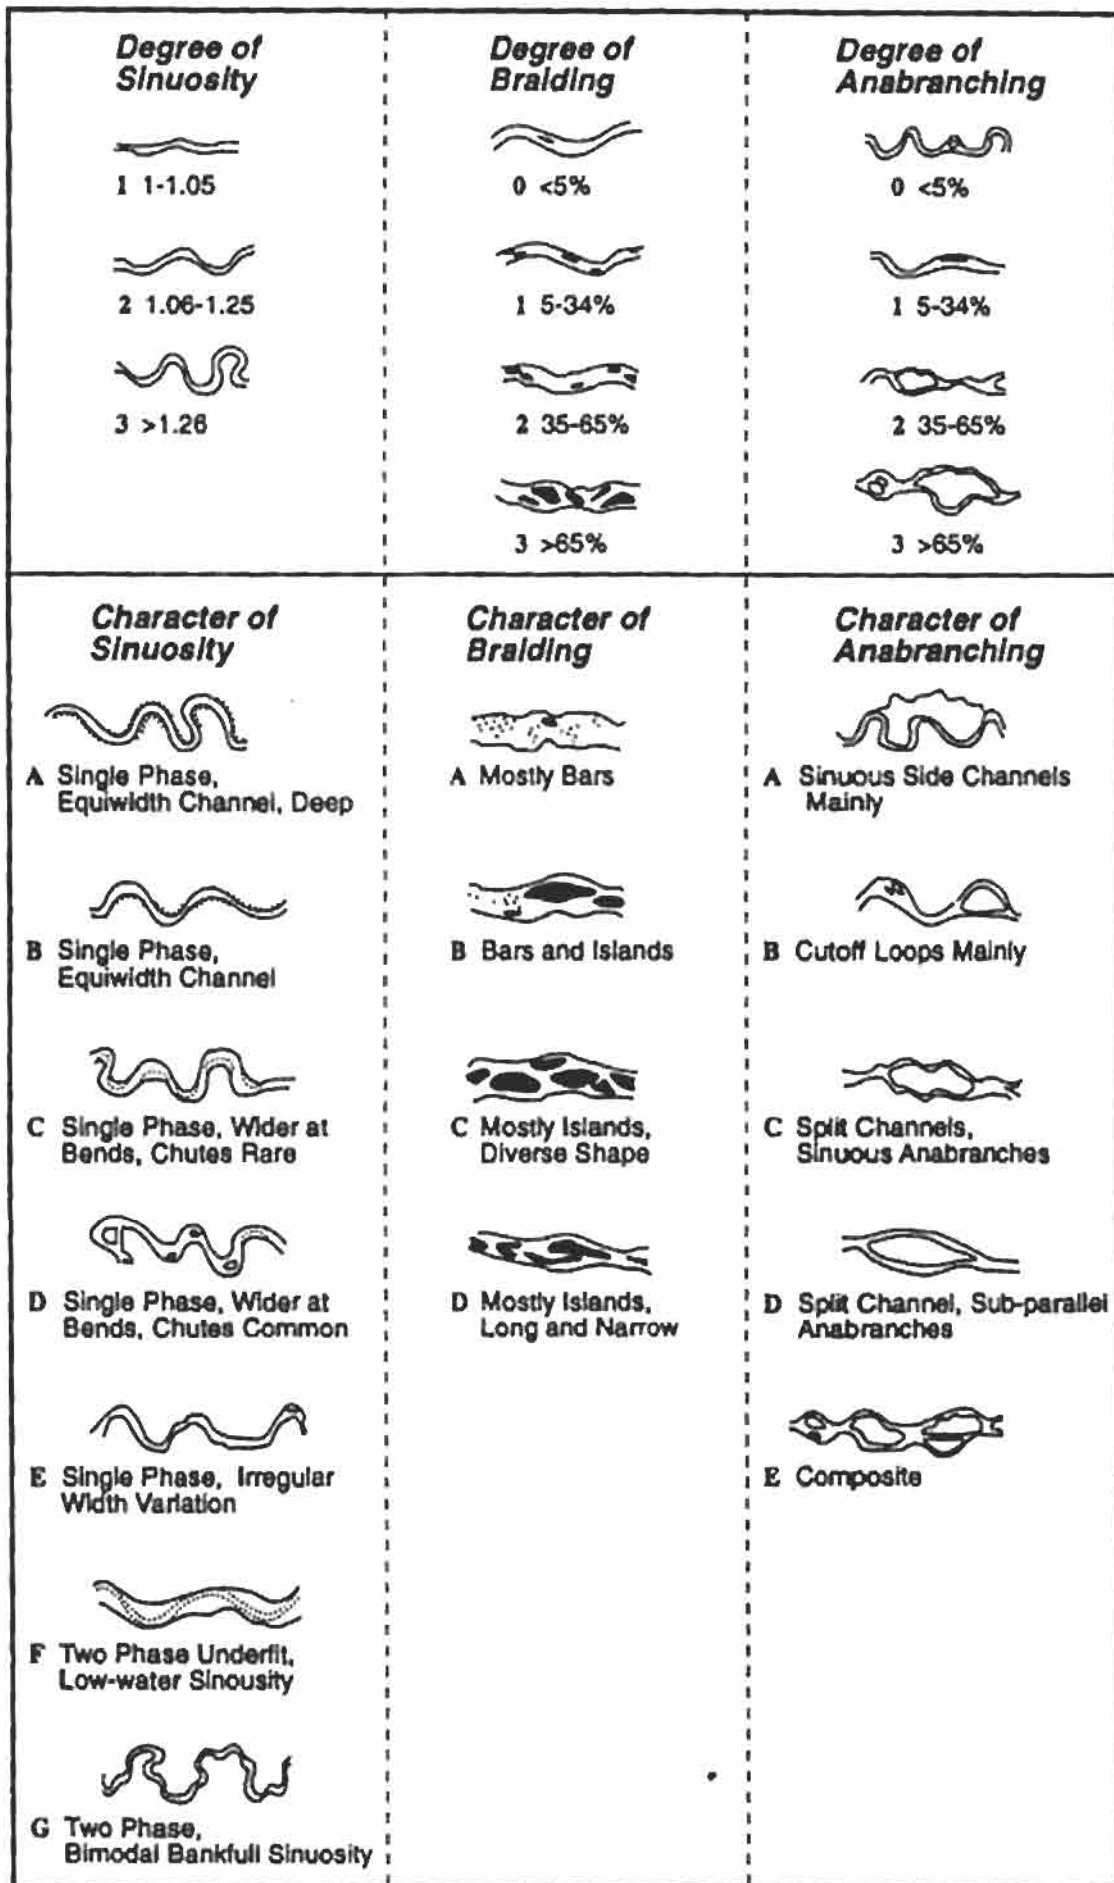 Degree of
Sinuosity
1 1-1.05
2 1.06-1.25
3 >1.26
Degree of
Braiding
0 <5%
1 5-34%
2 35-65%
3 >65%
Degree of
Anabranching
0 <5%
1 5-34%
2 35-65%
3 >65%
Character of
Sinuosity
A Single Phase,
Equiwidth Channel, Deep
B Single Phase,
Equiwidth Channel
C Single Phase, Wider at
Bends, Chutes Rare
D Single Phase, Wider at
Bends, Chutes Common
E Single Phase, Irregular
Width Variation
F Two Phase Underfit,
Low-water Sinousity
G Two Phase,
Bimodal Bankfull Sinuosity
Character of
Braiding
A Mostly Bars
B Bars and Islands
C Mostly Islands,
Diverse Shape
D Mostly Islands,
Long and Narrow
Character of
Anabranching
A Sinuous Side Channels
Mainly
B Cutoff Loops Mainly
C Split Channels,
Sinuous Anabranches
D Split Channel, Sub-parallel
Anabranches
E Composite